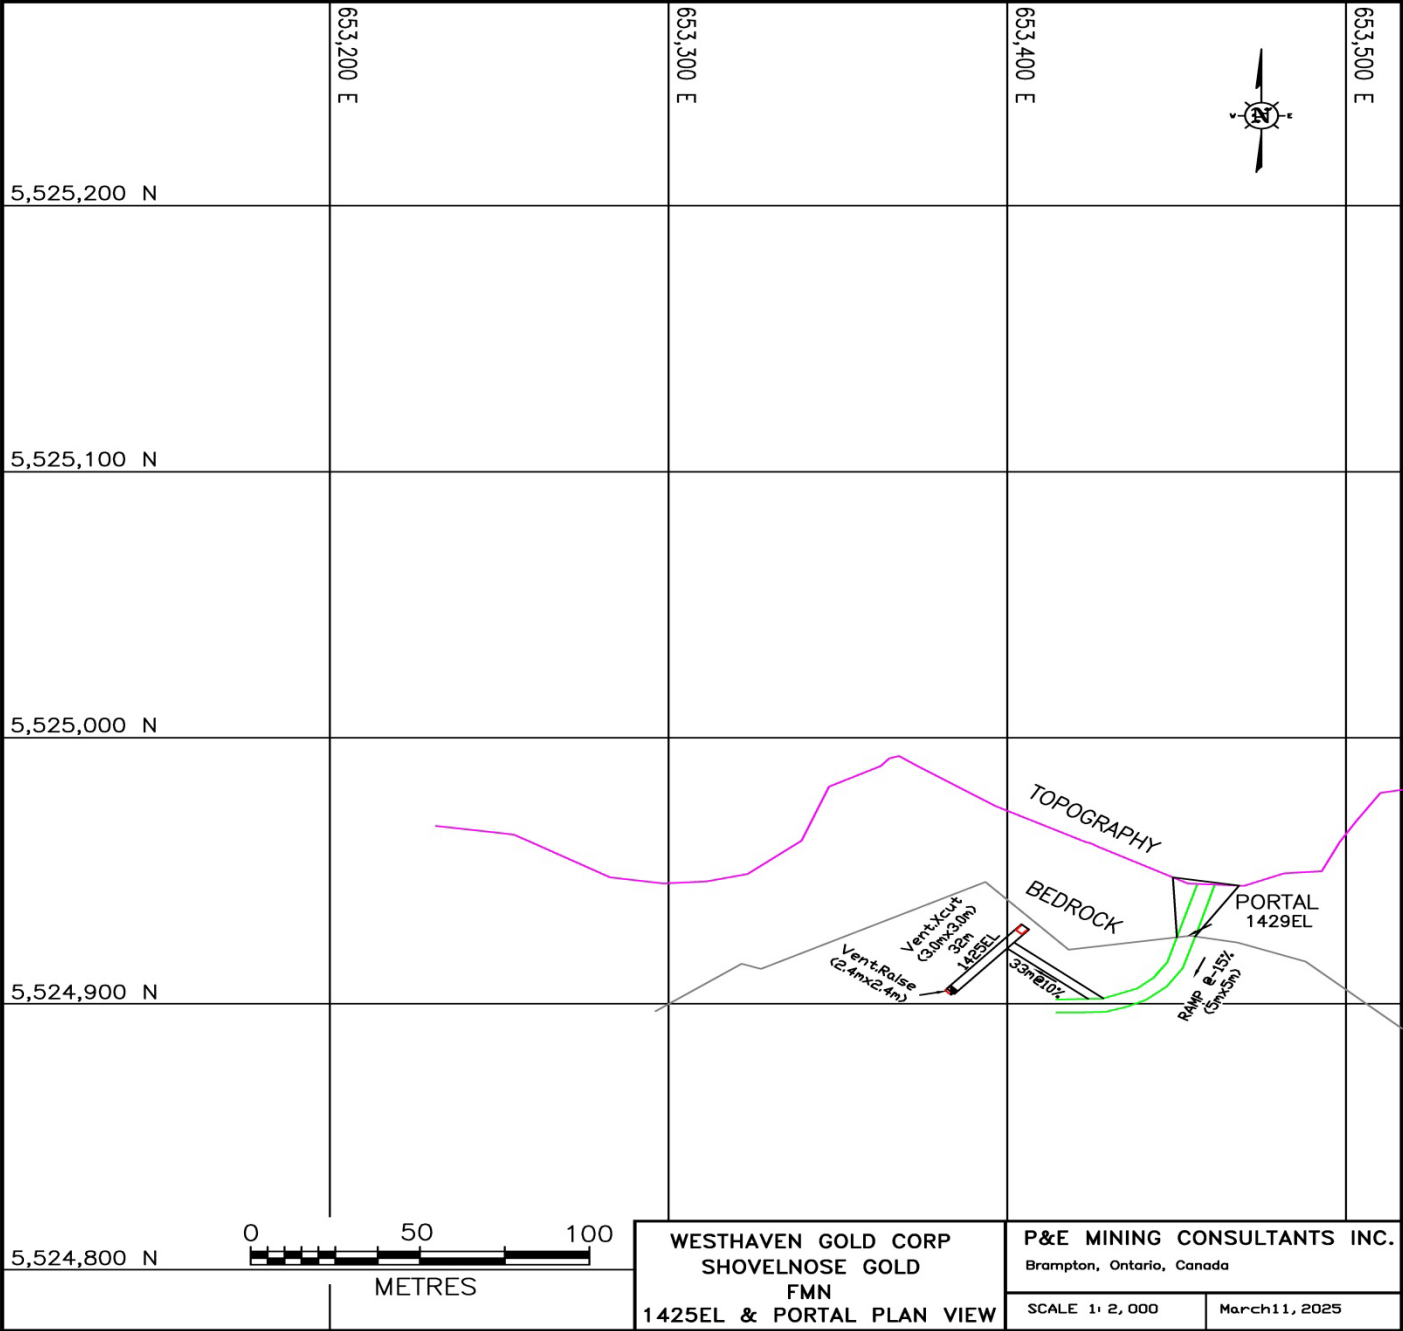 653,200 E
653,300 E
653,400 E
653,500 E
N
W
E
5,525,200 N
5,525,100 N
5,525,000 N
TOPOGRAPHY
BEDROCK
PORTAL
1429EL
Vent.Xcut
(3.0mx3.0m)
32m
1425EL
Vent.Raise
(2.4mx2.4m)
33m@10%
RAMP @-15%
(5mx5m)
5,524,900 N
5,524,800 N
0 50 100
METRES
WESTHAVEN GOLD CORP
SHOVELNOSE GOLD
FMN
1425EL & PORTAL PLAN VIEW
P&E MINING CONSULTANTS INC.
Brampton, Ontario, Canada
SCALE 1:2,000
March11,2025